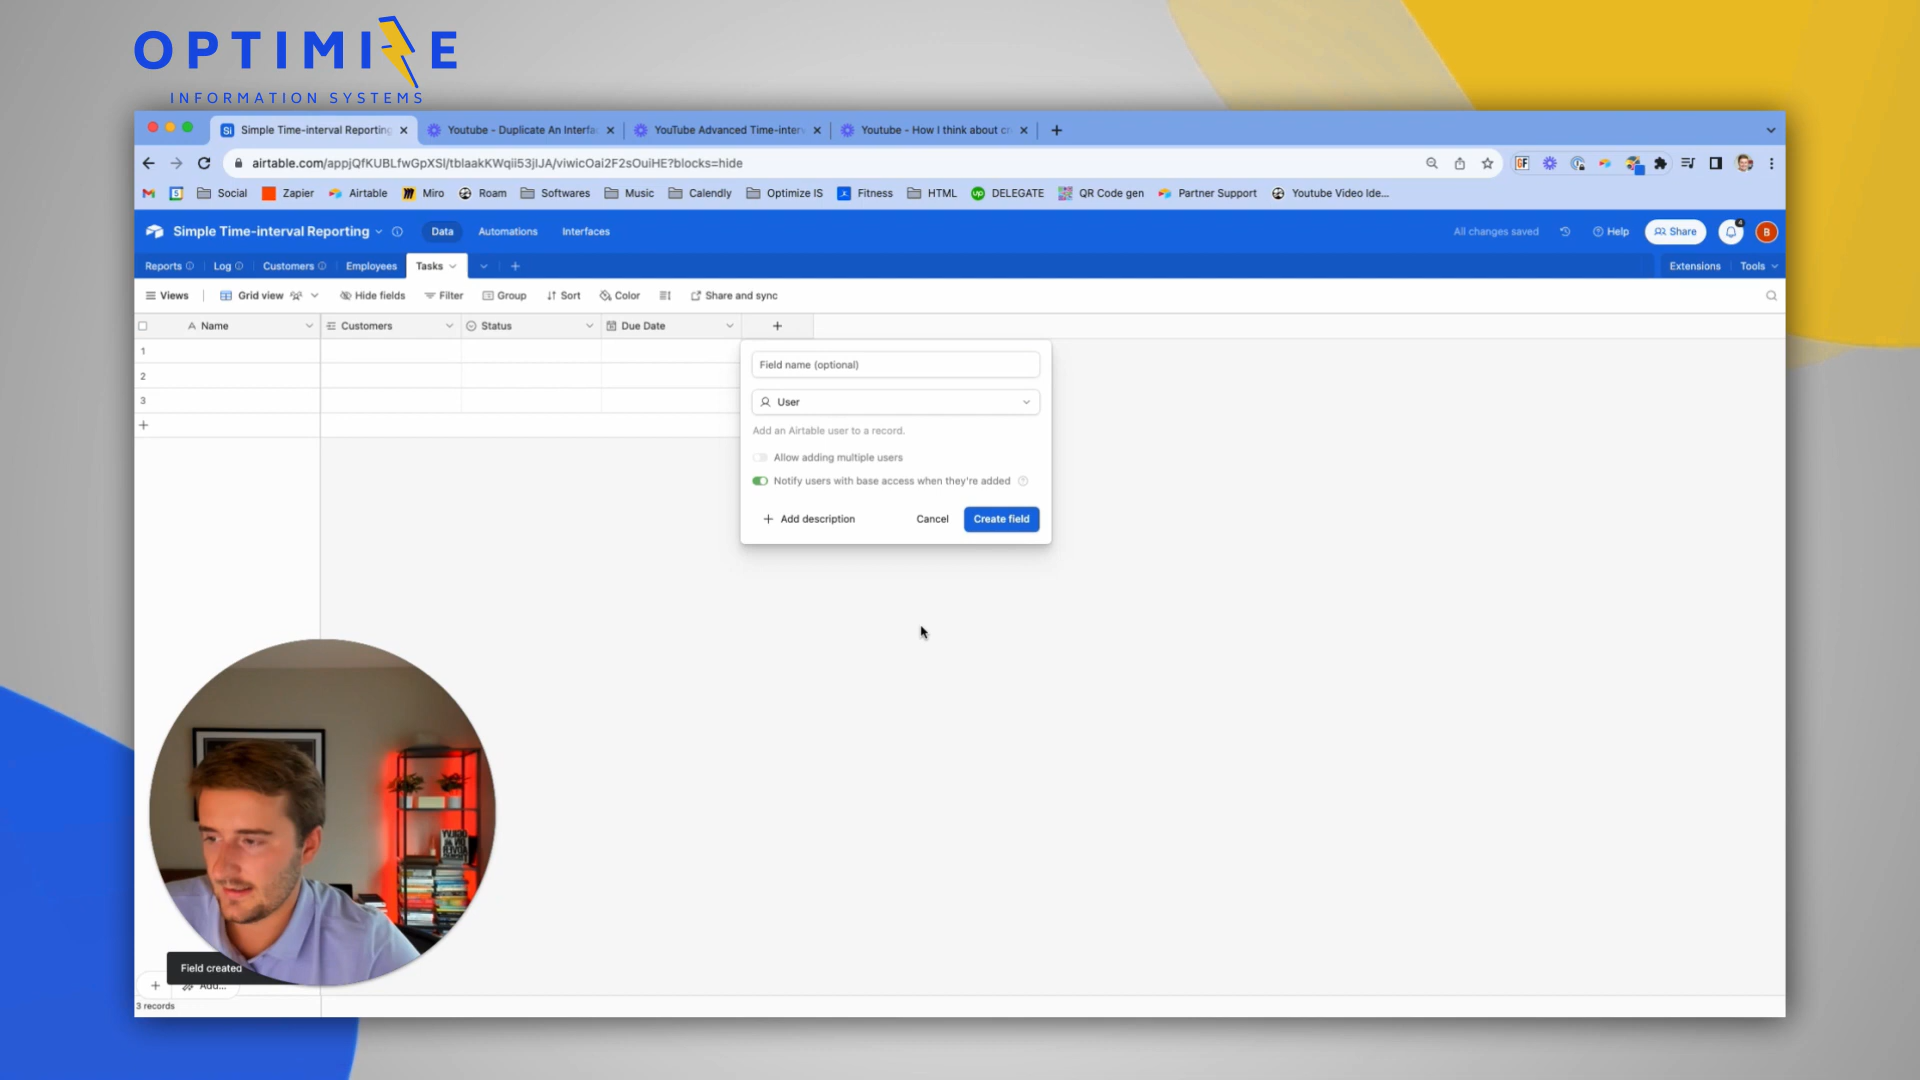 OPTIMIZE
INFORMATION SYSTEMS
Si Simple Time-interval Reporting
Youtube - Duplicate An Interfa
YouTube Advanced Time-inter
Youtube - How I think about c
airtable.com/appjQfKUBLfwGpXSl/tblaakKWqii53jIJA/viwicOai2F2sOuiHE?blocks=hide
GF
Social
Zapier
Airtable
Miro
Roam
Softwares
Music
Calendly
Optimize IS
Fitness
HTML
up DELEGATE
QR Code gen
Partner Support
Youtube Video Ide...
Simple Time-interval Reporting
Data
Automations
Interfaces
All changes saved
Help
Share
4
B
Reports
Log
Customers
Employees
Tasks
Extensions
Tools
Views
Grid view
Hide fields
Filter
Group
Sort
Color
Share and sync
A Name
Customers
Status
Due Date
1
2
3
Field name (optional)
User
Add an Airtable user to a record.
Allow adding multiple users
Notify users with base access when they're added
Add description
Cancel
Create field
Field created
Add...
3 records